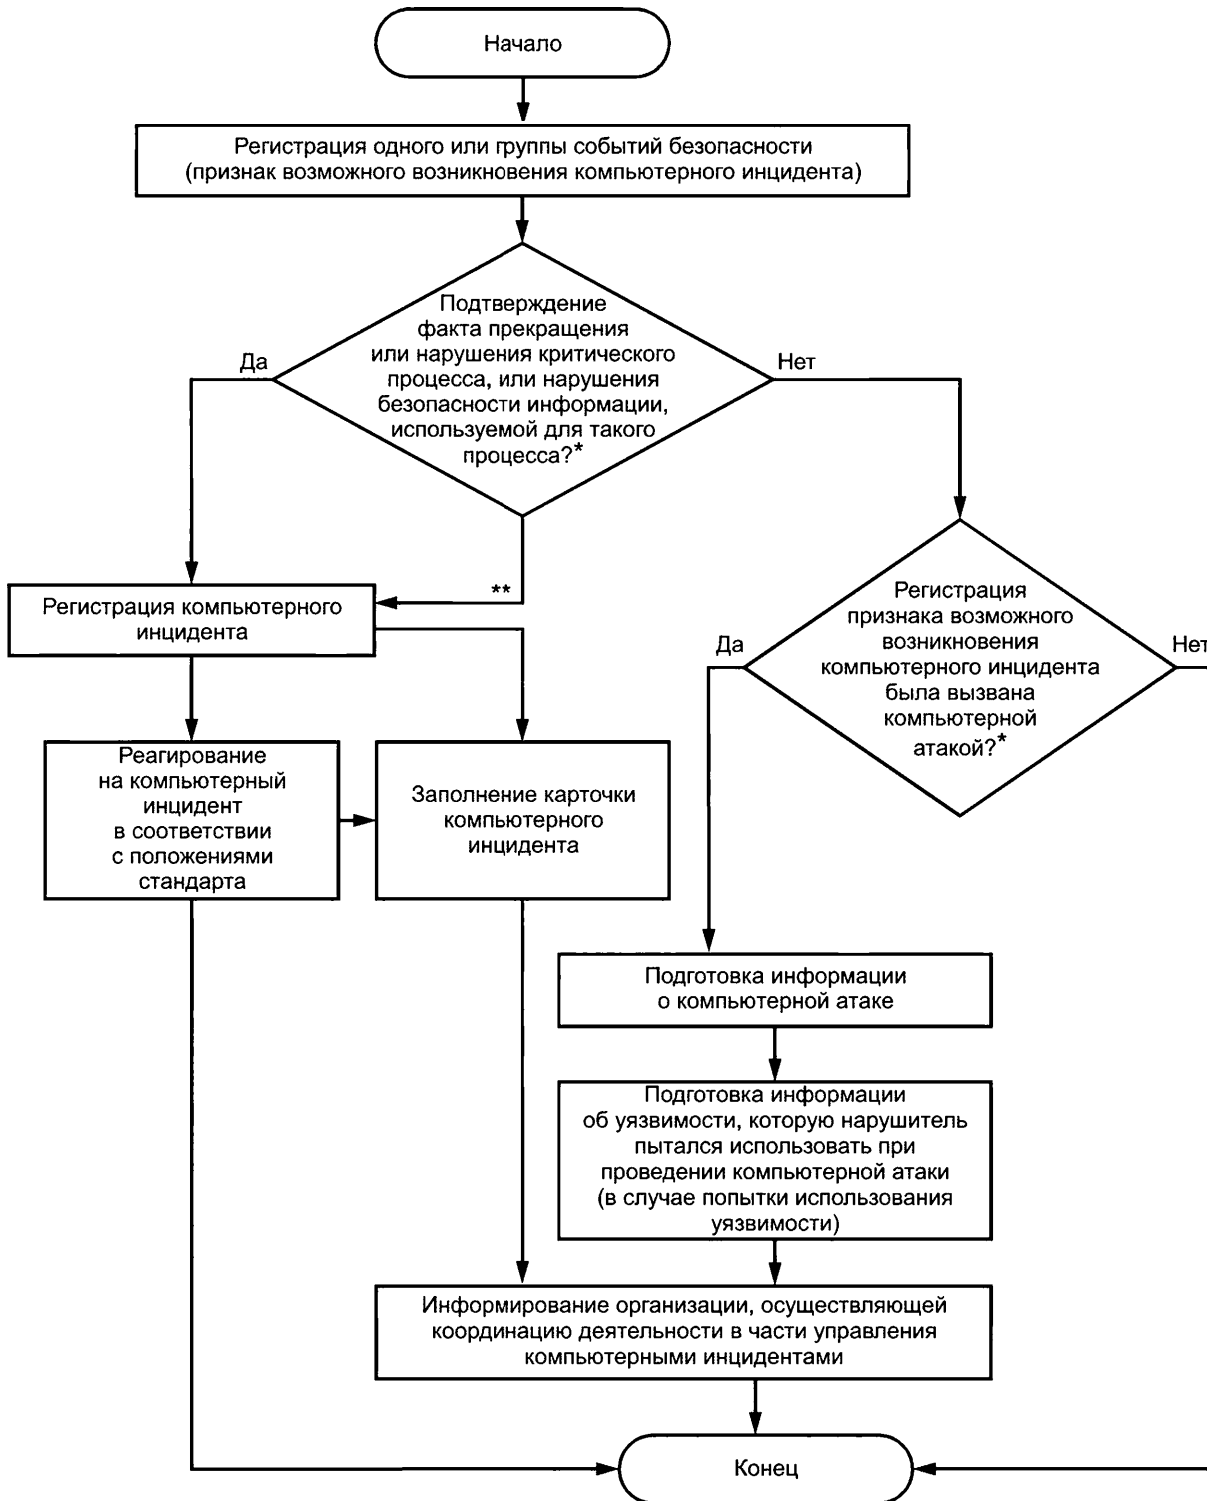 Начало
Регистрация одного или группы событий безопасности
(признак возможного возникновения компьютерного инцидента)
Подтверждение
факта прекращения
или нарушения критического
процесса, или нарушения
безопасности информации,
используемой для такого
процесса?*
Да
Нет
**
Регистрация компьютерного
инцидента
Регистрация
признака возможного
возникновения
компьютерного инцидента
была вызвана
компьютерной
атакой?*
Да
Нет
Реагирование
на компьютерный
инцидент
в соответствии
с положениями
стандарта
Заполнение карточки
компьютерного
инцидента
Подготовка информации
о компьютерной атаке
Подготовка информации
об уязвимости, которую нарушитель
пытался использовать при
проведении компьютерной атаки
(в случае попытки использования
уязвимости)
Информирование организации, осуществляющей
координацию деятельности в части управления
компьютерными инцидентами
Конец